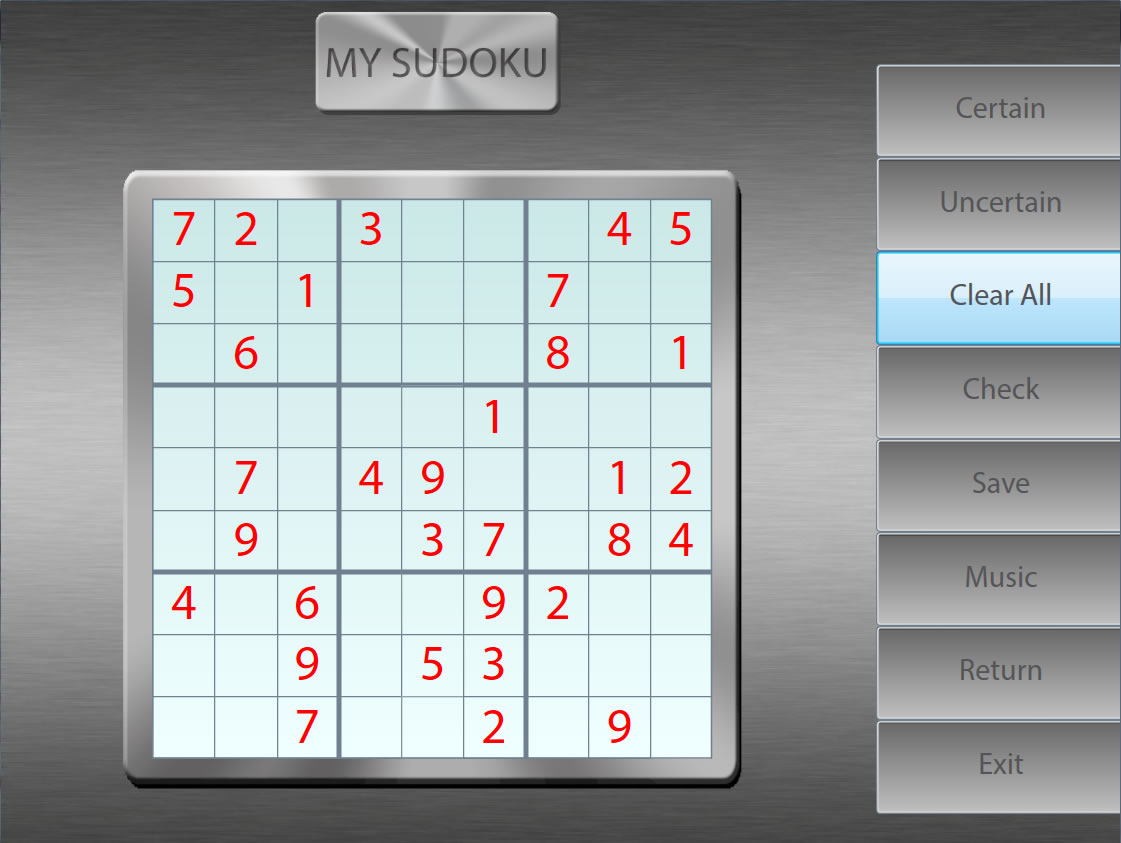 MY SUDOKU
Certain
Uncertain
Clear All
Check
Save
Music
Return
Exit
7 2 3 4 5
5 1 7
6 8 1
1
7 4 9 1 2
9 3 7 8 4
4 6 9 2
9 5 3
7 2 9